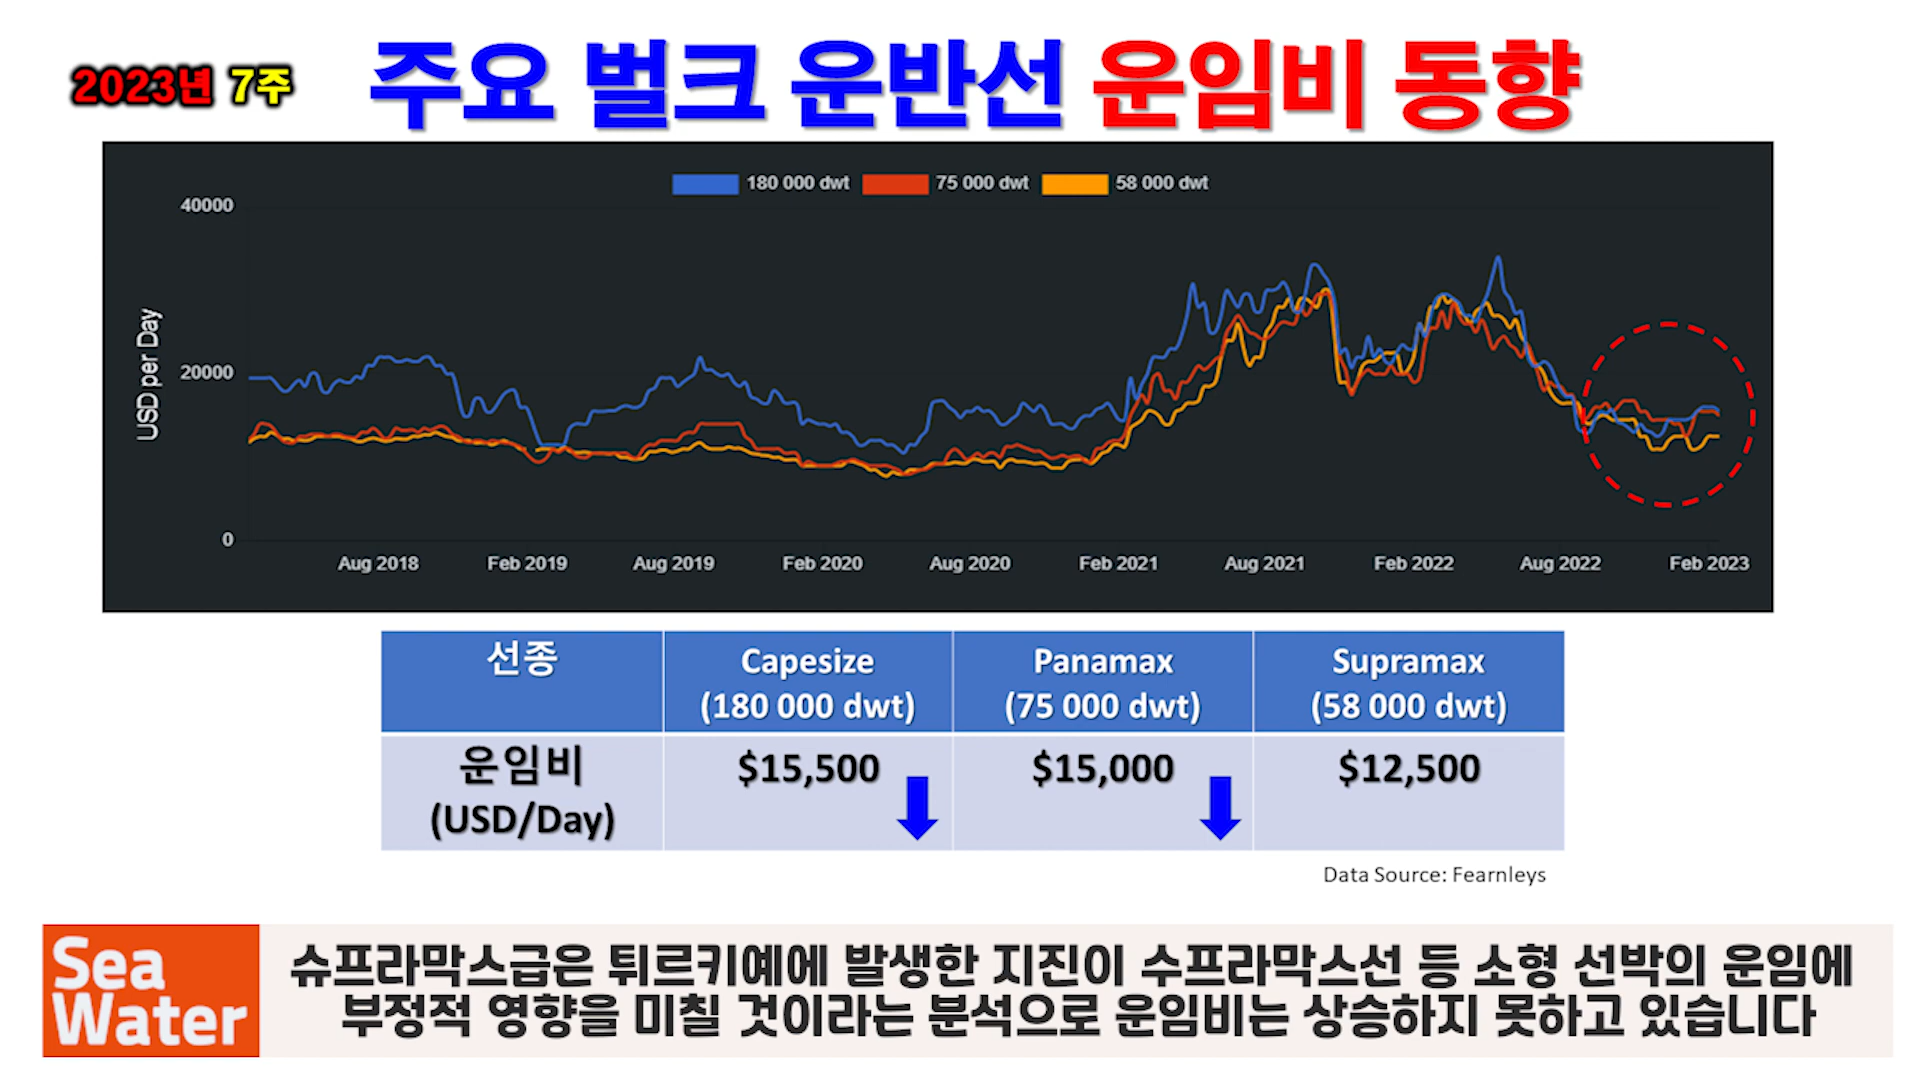 2023년 7주
주요 벌크 운반선 운임비 동향
180 000 dwt 75 000 dwt 58 000 dwt
40000
20000
0
USD per Day
Aug 2018 Feb 2019 Aug 2019 Feb 2020 Aug 2020 Feb 2021 Aug 2021 Feb 2022 Aug 2022 Feb 2023
선종 Capesize Panamax Supramax
(180 000 dwt) (75 000 dwt) (58 000 dwt)
운임비 $15,500 $15,000 $12,500
(USD/Day)
Data Source: Fearnleys
Sea
Water
슈프라막스급은 튀르키예에 발생한 지진이 수프라막스선 등 소형 선박의 운임에
부정적 영향을 미칠 것이라는 분석으로 운임비는 상승하지 못하고 있습니다